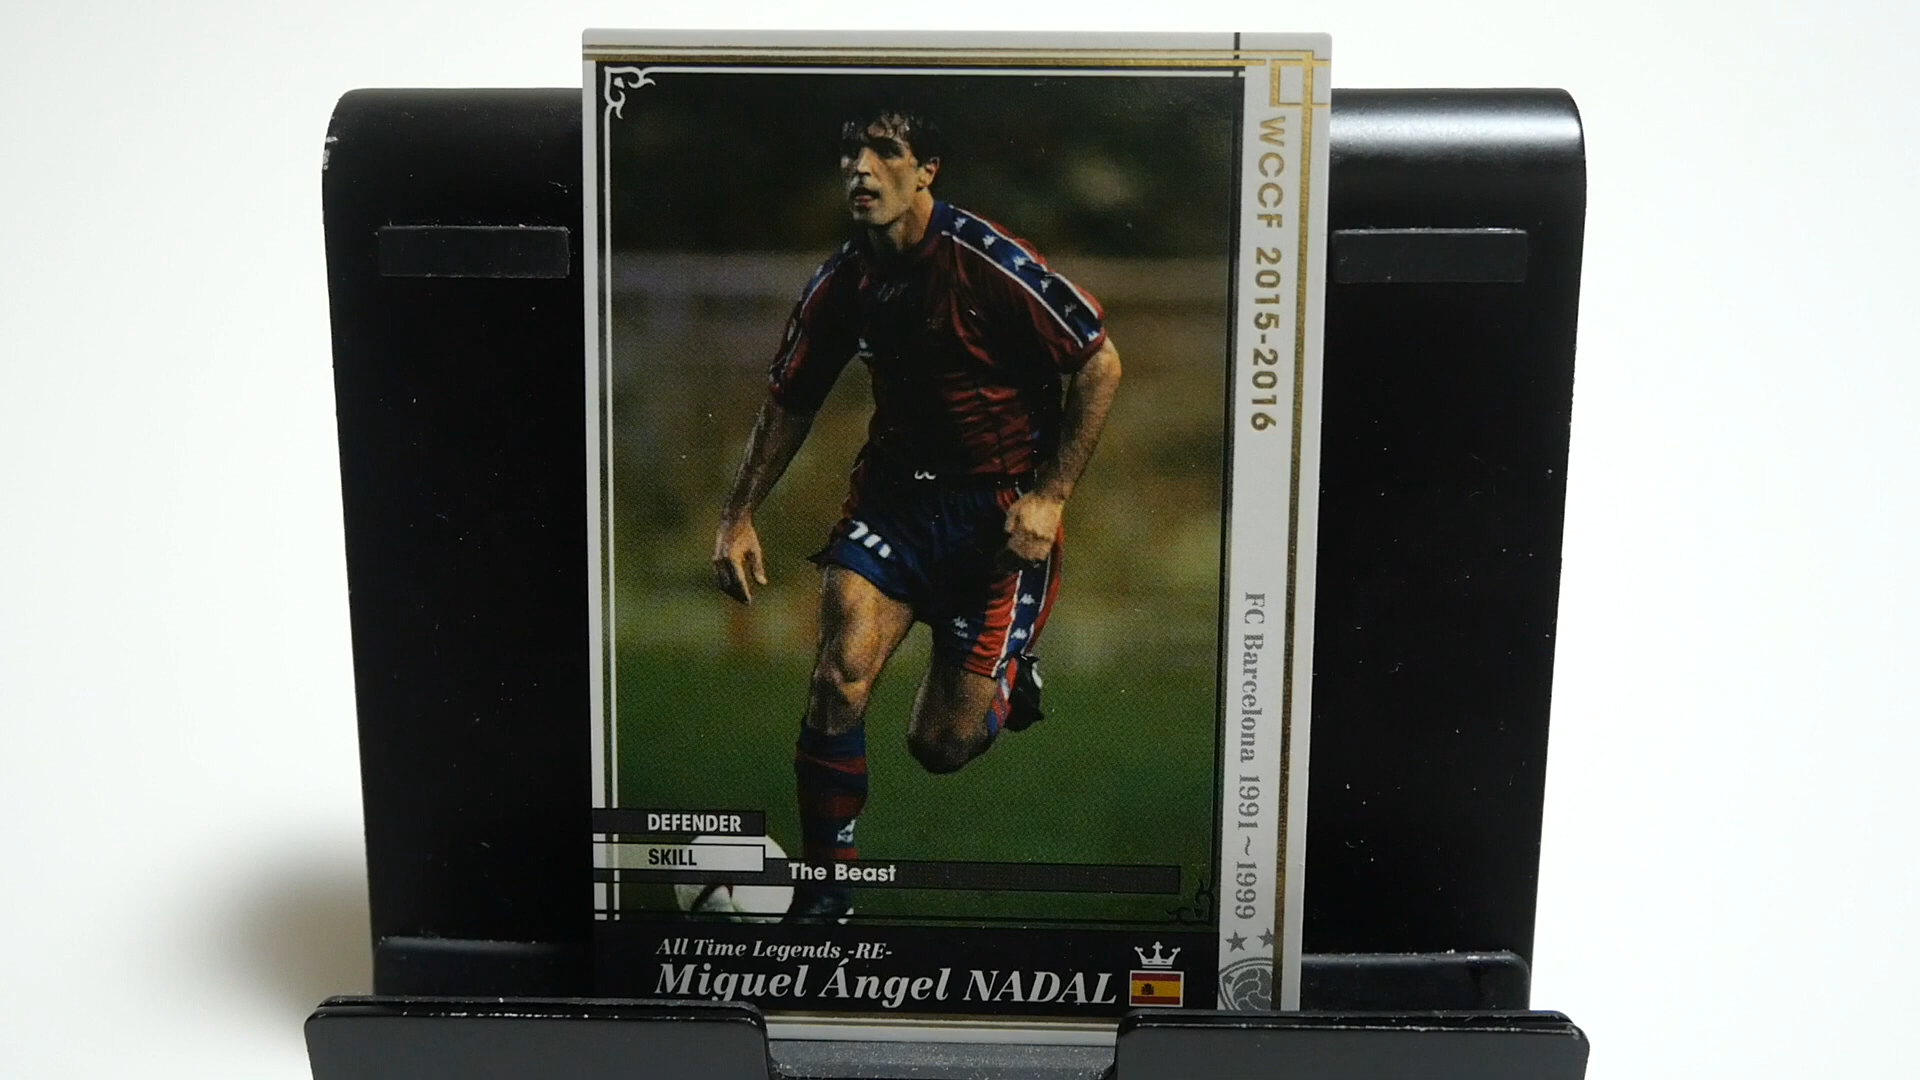 WCCF 2015-2016
FC Barcelona 1991~1999
DEFENDER
SKILL
The Beast
All Time Legends -RE-
Miguel Ángel NADAL